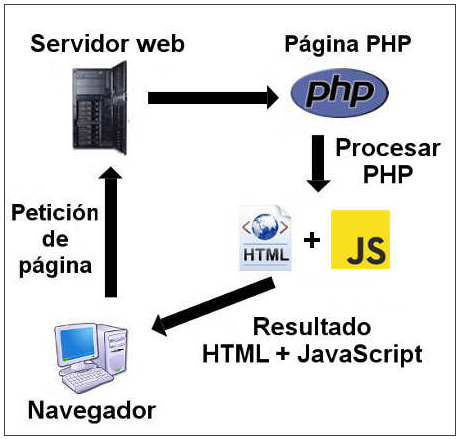 Servidor web
Página PHP
php
Procesar
PHP
Petición
de
página
HTML
+
JS
Resultado
HTML + JavaScript
Navegador